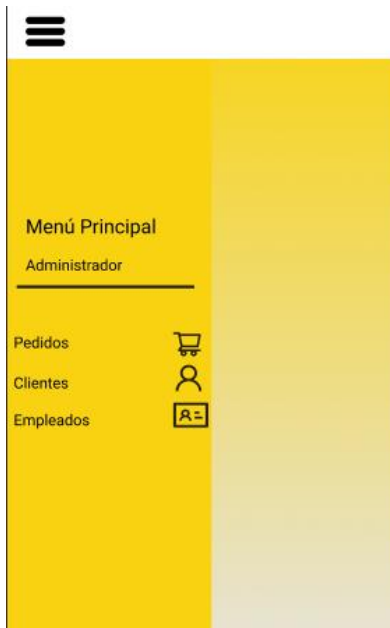 Menú Principal
Administrador
Pedidos
Clientes
Empleados